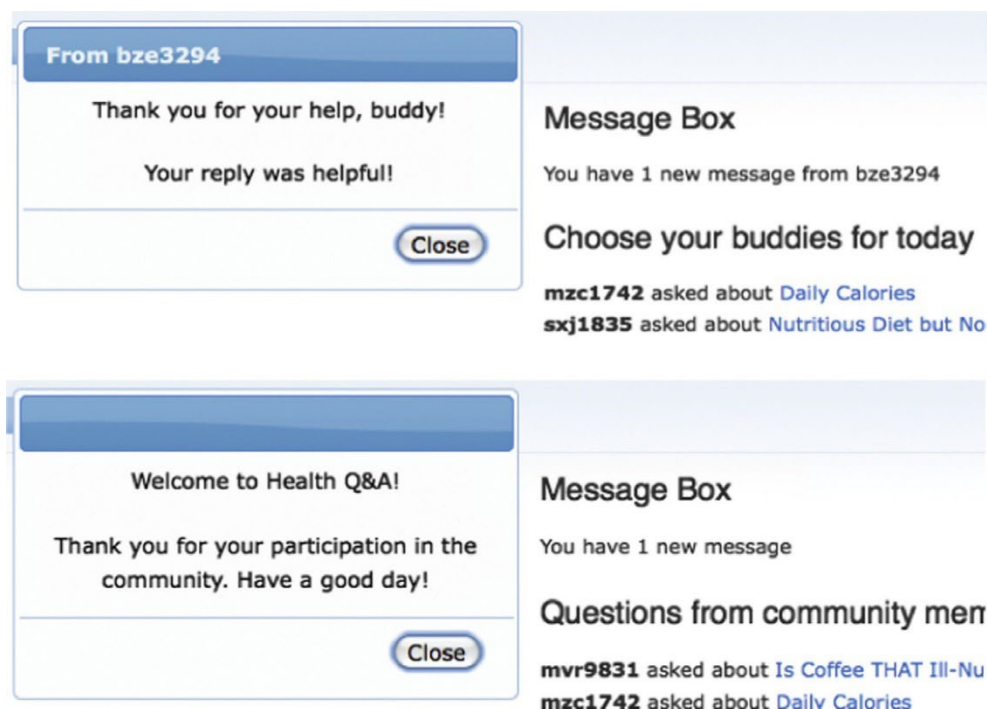 From bze3294
Thank you for your help, buddy!
Your reply was helpful!
Close
Message Box
You have 1 new message from bze3294
Choose your buddies for today
mzc1742 asked about Daily Calories
sxj1835 asked about Nutritious Diet but No
Welcome to Health Q&A!
Thank you for your participation in the
community. Have a good day!
Close
Message Box
You have 1 new message
Questions from community mem
mvr9831 asked about Is Coffee THAT Ill-Nu
mzc1742 asked about Daily Calories